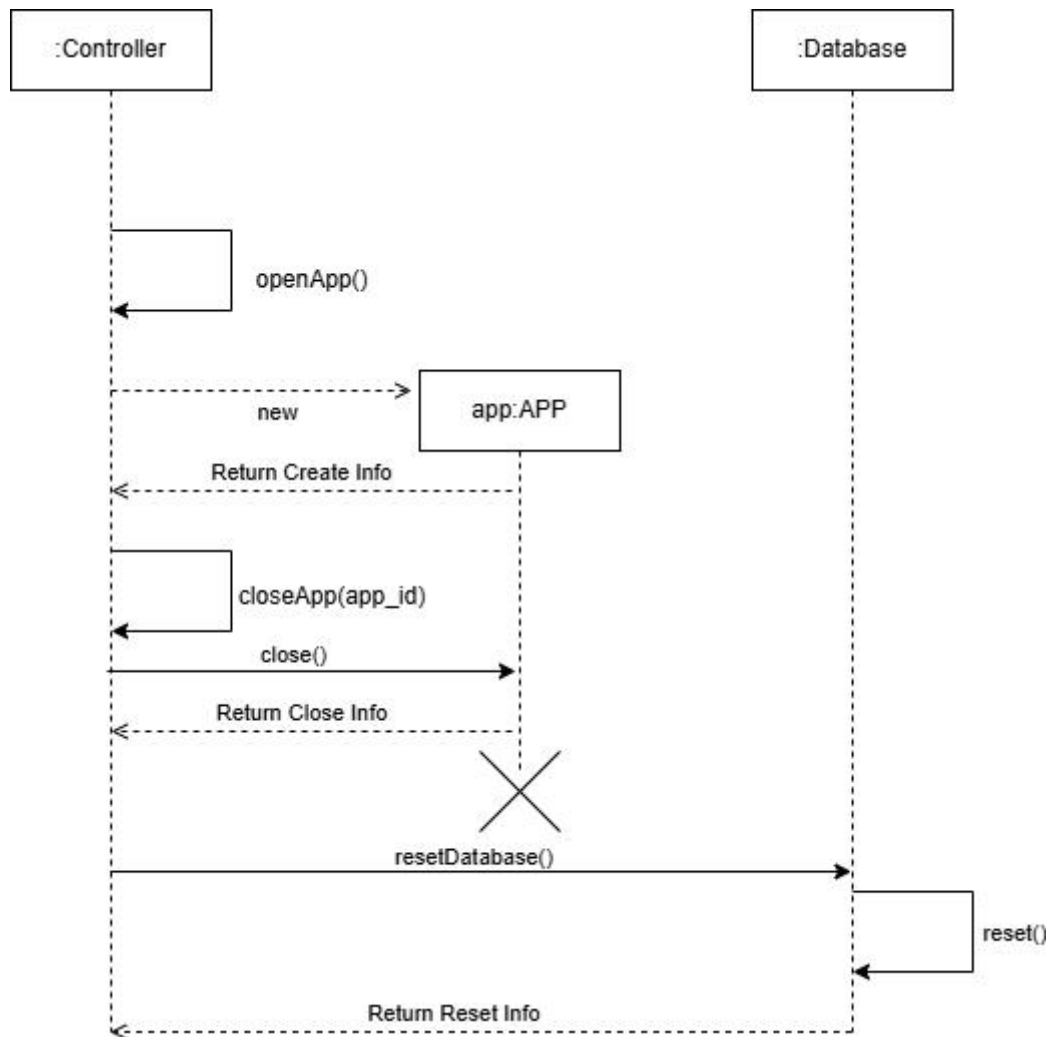 :Controller
:Database
openApp()
new
app:APP
Return Create Info
closeApp(app_id)
close()
Return Close Info
resetDatabase()
reset()
Return Reset Info